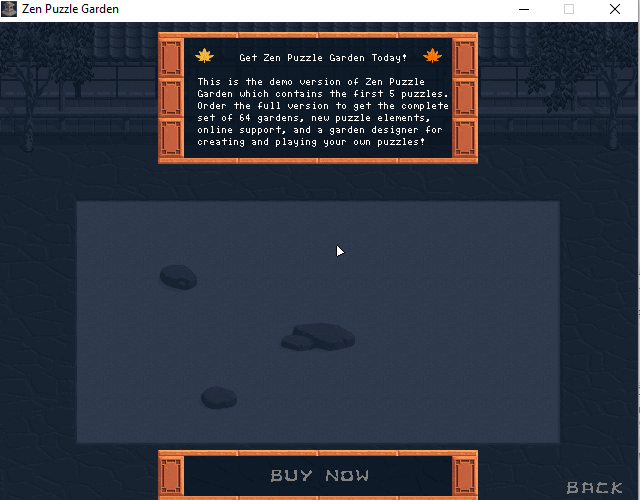 Zen Puzzle Garden
Get Zen Puzzle Garden Today!
This is the demo version of Zen Puzzle
Garden which contains the first 5 puzzles.
Order the full version to get the complete
set of 64 gardens, new puzzle elements,
online support, and a garden designer for
creating and playing your own puzzles!
BUY NOW
BACK